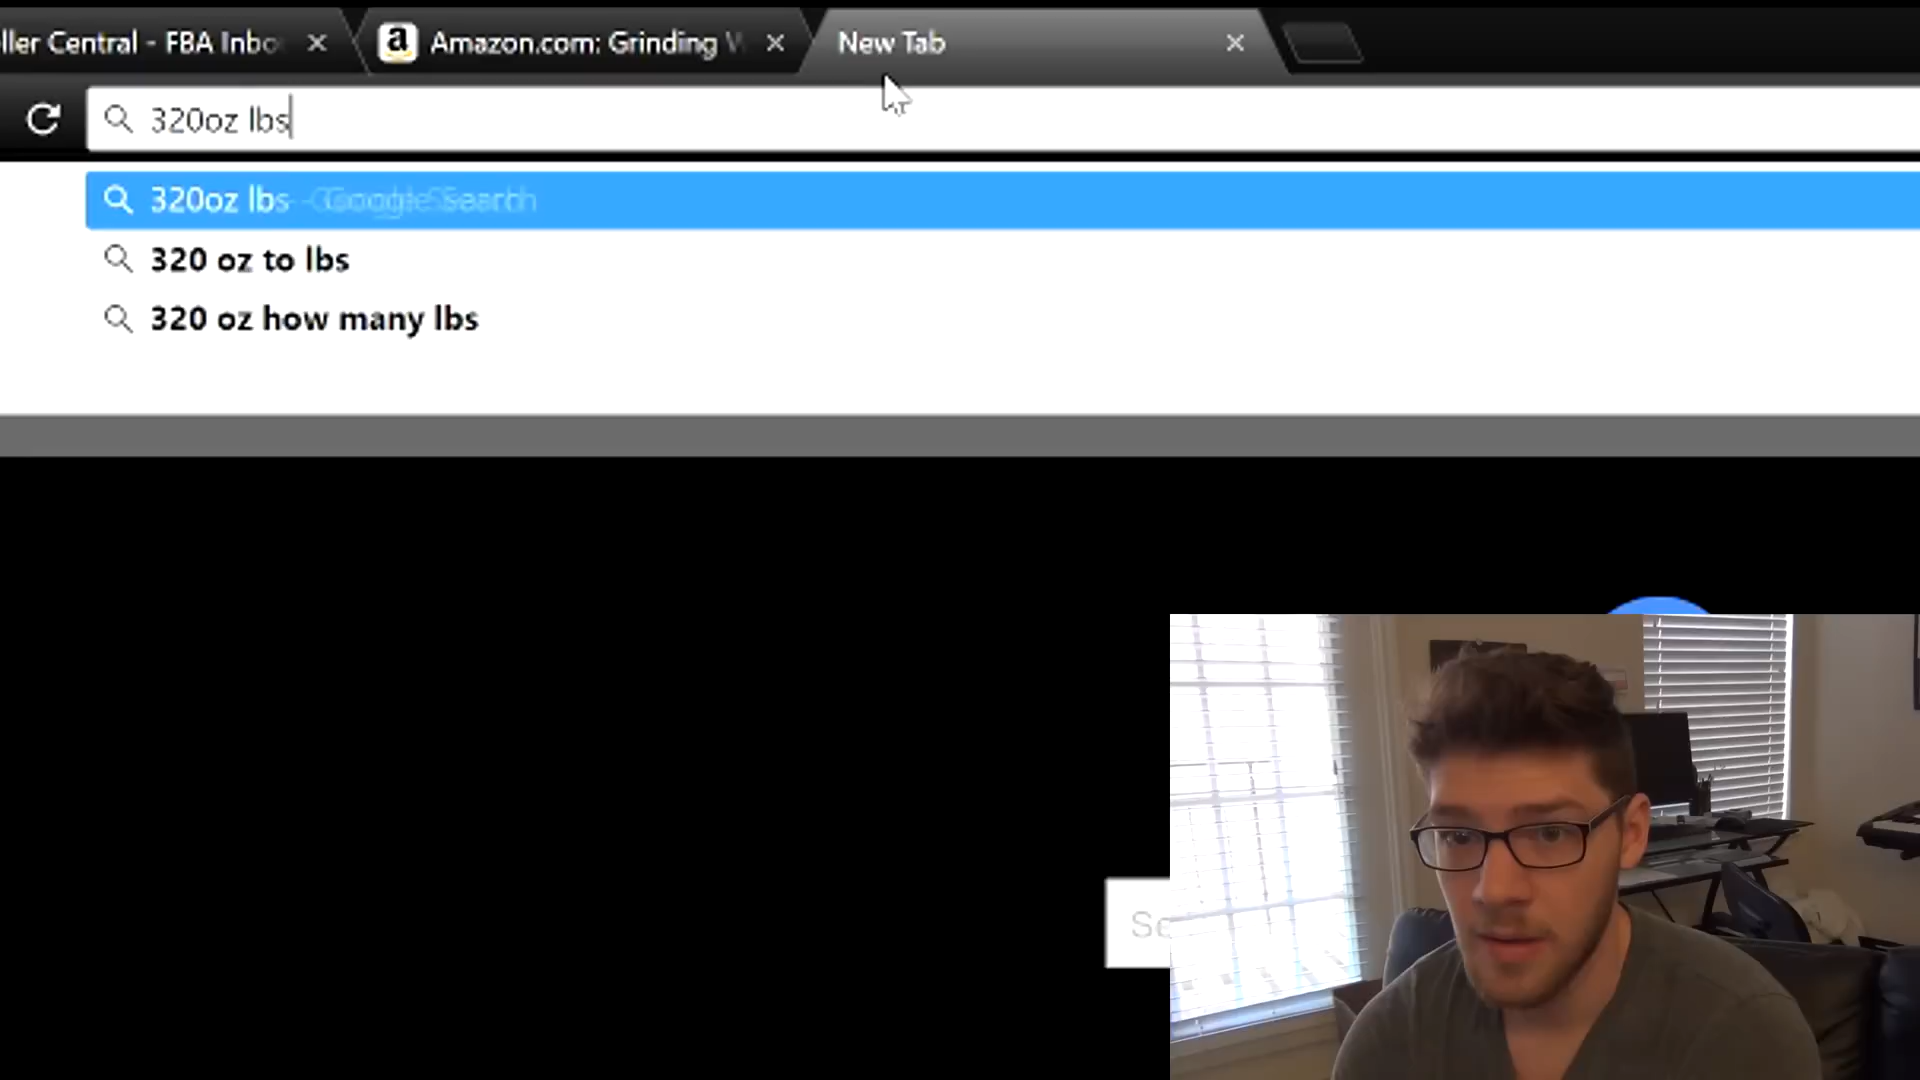 ller Central - FBA Inbo
Amazon.com: Grinding
New Tab
320oz lbs
320oz lbs - Google Search
320 oz to lbs
320 oz how many lbs
Se